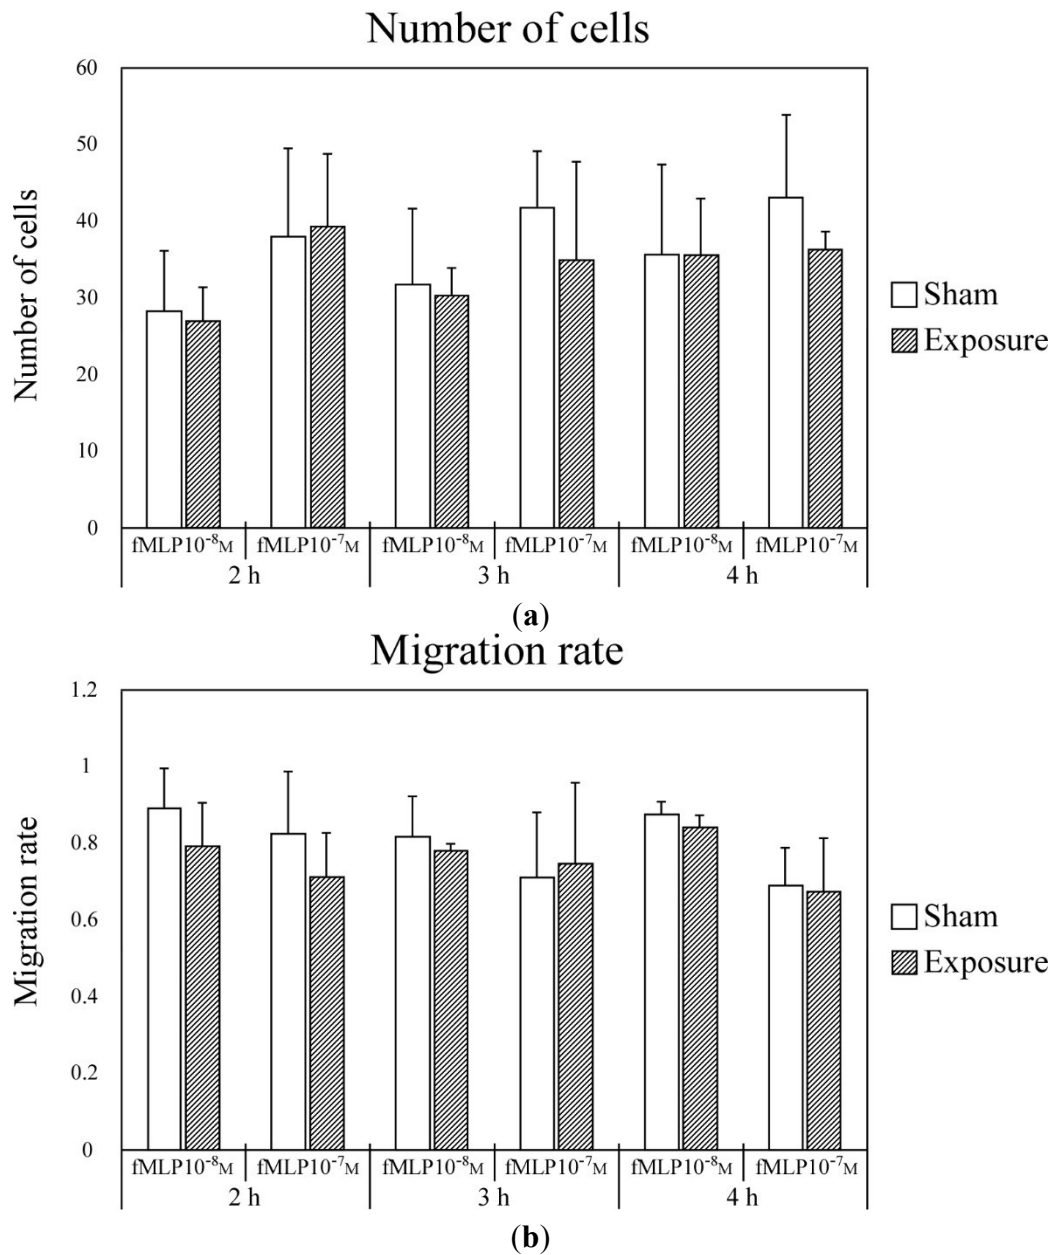 Number of cells
Number of cells
60
50
40
30
20
10
0
fMLP10⁻⁸M fMLP10⁻⁷M fMLP10⁻⁸M fMLP10⁻⁷M fMLP10⁻⁸M fMLP10⁻⁷M
2 h 3 h 4 h
Sham
Exposure
(a)
Migration rate
Migration rate
1.2
1
0.8
0.6
0.4
0.2
0
fMLP10⁻⁸M fMLP10⁻⁷M fMLP10⁻⁸M fMLP10⁻⁷M fMLP10⁻⁸M fMLP10⁻⁷M
2 h 3 h 4 h
Sham
Exposure
(b)